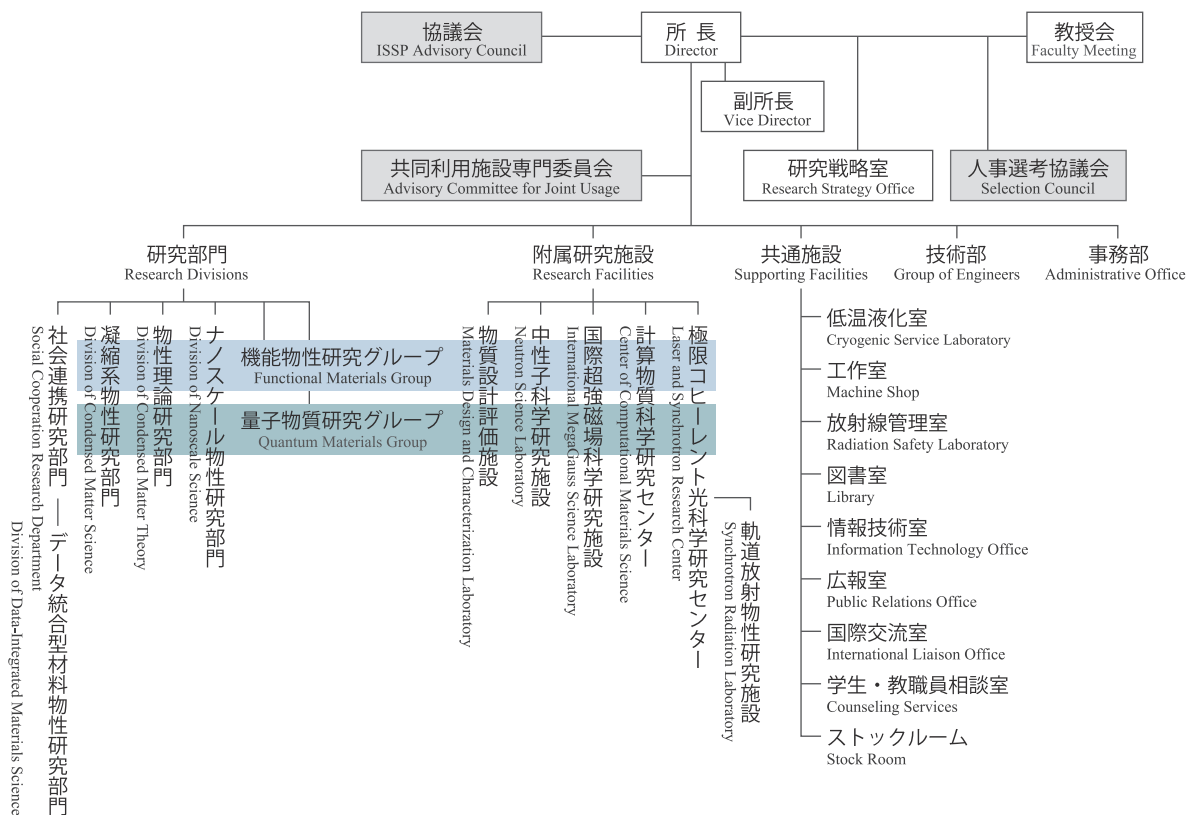 協議会
ISSP Advisory Council
所 長
Director
教授会
Faculty Meeting
副所長
Vice Director
共同利用施設専門委員会
Advisory Committee for Joint Usage
研究戦略室
Research Strategy Office
人事選考協議会
Selection Council
研究部門
Research Divisions
附属研究施設
Research Facilities
共通施設
Supporting Facilities
技術部
Group of Engineers
事務部
Administrative Office
社会連携研究部門
Social Cooperation Research Department
データ統合型材料物性研究部門
Division of Data-Integrated Materials Science
凝縮系物性研究部門
Division of Condensed Matter Science
物性理論研究部門
Division of Condensed Matter Theory
ナノスケール物性研究部門
Division of Nanoscale Science
機能物性研究グループ
Functional Materials Group
量子物質研究グループ
Quantum Materials Group
物質設計評価施設
Materials Design and Characterization Laboratory
中性子科学研究施設
Neutron Science Laboratory
国際超強磁場科学研究施設
International MegaGauss Science Laboratory
計算物質科学研究センター
Center of Computational Materials Science
極限コヒーレント光科学研究センター
Laser and Synchrotron Research Center
軌道放射物性研究施設
Synchrotron Radiation Laboratory
低温液化室
Cryogenic Service Laboratory
工作室
Machine Shop
放射線管理室
Radiation Safety Laboratory
図書室
Library
情報技術室
Information Technology Office
広報室
Public Relations Office
国際交流室
International Liaison Office
学生・教職員相談室
Counseling Services
ストックルーム
Stock Room